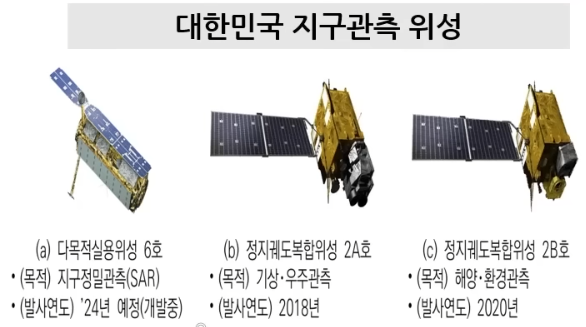 대한민국 지구관측 위성
(a) 다목적실용위성 6호
• (목적) 지구정밀관측(SAR)
• (발사연도) ’24년 예정(개발중)
(b) 정지궤도복합위성 2A호
• (목적) 기상·우주관측
• (발사연도) 2018년
(c) 정지궤도복합위성 2B호
• (목적) 해양·환경관측
• (발사연도) 2020년